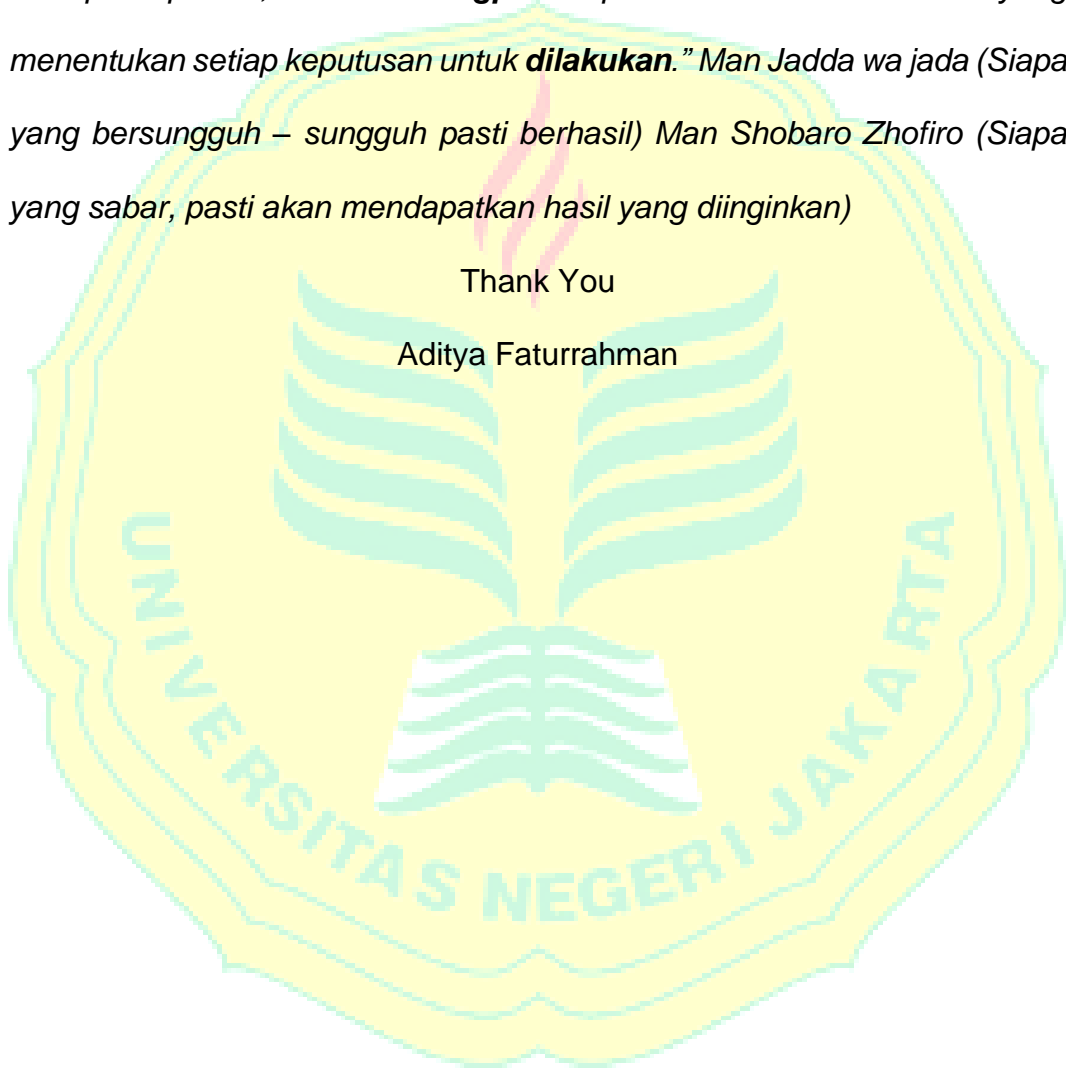 menentukan setiap keputusan untuk dilakukan.” Man Jadda wa jada (Siapa
yang bersungguh – sungguh pasti berhasil) Man Shobaro Zhofiro (Siapa
yang sabar, pasti akan mendapatkan hasil yang diinginkan)
Thank You
Aditya Faturrahman
UNIVERSITAS NEGERI JAKARTA